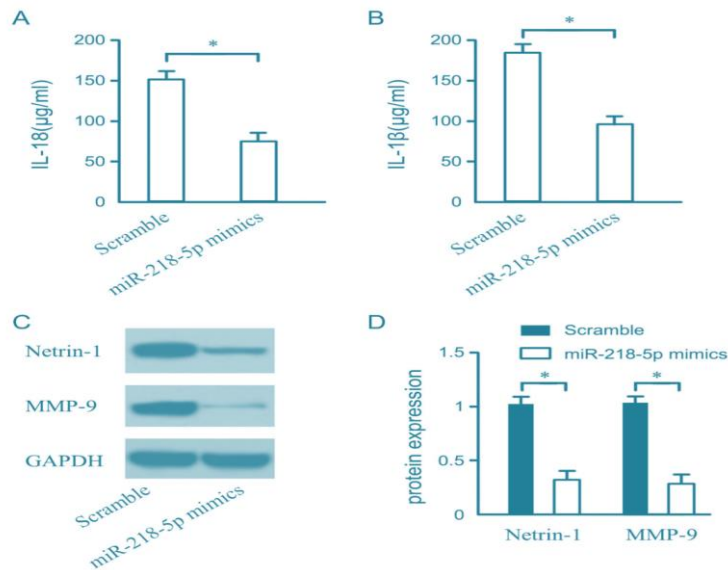 A
IL-18(µg/ml)
200
150
100
50
0
*
Scramble
miR-218-5p mimics
B
IL-1β(µg/ml)
200
150
100
50
0
*
Scramble
miR-218-5p mimics
C
Netrin-1
MMP-9
GAPDH
Scramble
miR-218-5p mimics
D
Scramble
miR-218-5p mimics
protein expression
1.5
1
0.5
0
*
*
Netrin-1
MMP-9